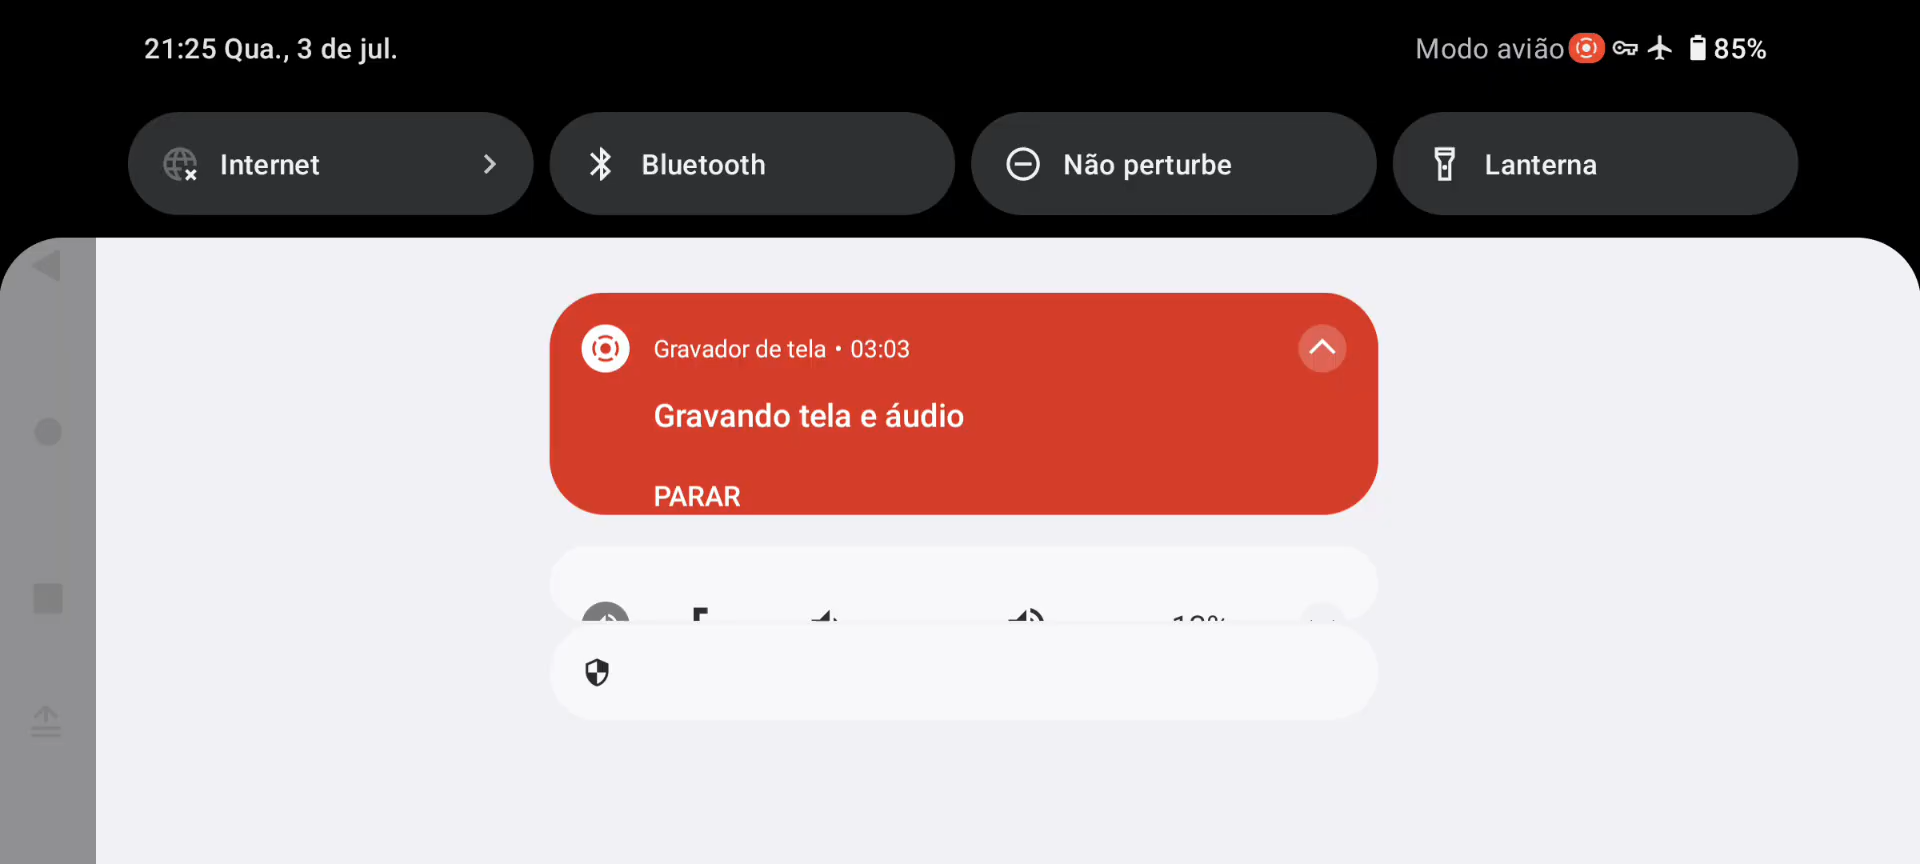 21:25 Qua., 3 de jul.
Modo avião 85%
Internet
Bluetooth
Não perturbe
Lanterna
Gravador de tela • 03:03
Gravando tela e áudio
PARAR